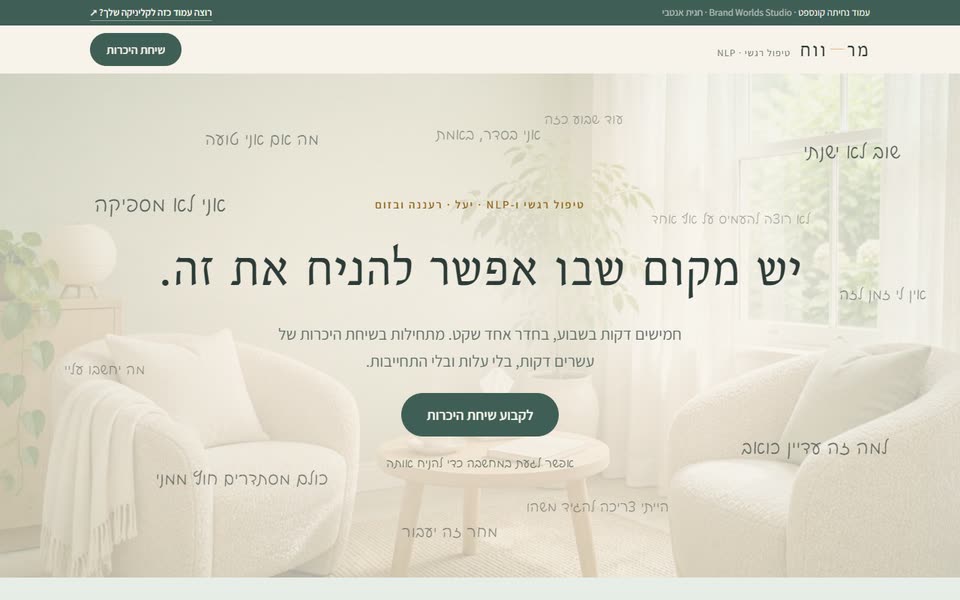 עמוד נחיתה קונספט · Brand Worlds Studio · חגית אנטבי
רוצה עמוד כזה לקליניקה שלך? ↗
מר—ווח
טיפול רגשי · NLP
שיחת היכרות
עוד שבוע כזה
אני בסדר, באמת
מה אם אני טועה
שוב לא ישנתי
אני לא מספיקה
טיפול רגשי ו-NLP · יעל · רעננה ובזום
לא רוצה להעמיס על אף אחד
יש מקום שבו אפשר להניח את זה.
אין לי זמן לזה
חמישים דקות בשבוע, בחדר אחד שקט. מתחילות בשיחת היכרות של
עשרים דקות, בלי עלות ובלי התחייבות.
מה יחשבו עליי
לקבוע שיחת היכרות
למה זה עדיין כואב
אפשר לגעת במחשבה כדי להניח אותה
כולם מסתדרים חוץ ממני
הייתי צריכה להגיד משהו
מחר זה יעבור